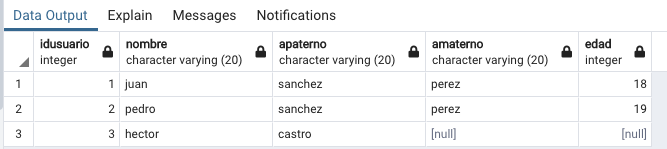 Data Output Explain Messages Notifications
idusuario nombre apaterno amaterno edad
integer character varying (20) character varying (20) character varying (20) integer
1 1 juan sanchez perez 18
2 2 pedro sanchez perez 19
3 3 hector castro [null] [null]